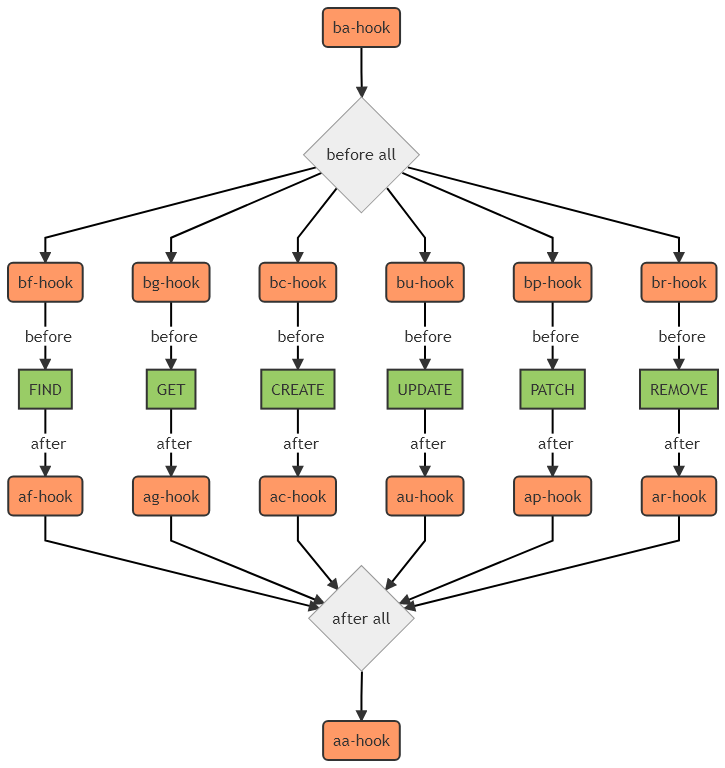 ba-hook
before all
bf-hook bg-hook bc-hook bu-hook bp-hook br-hook
before before before before before before
FIND GET CREATE UPDATE PATCH REMOVE
after after after after after after
af-hook ag-hook ac-hook au-hook ap-hook ar-hook
after all
aa-hook